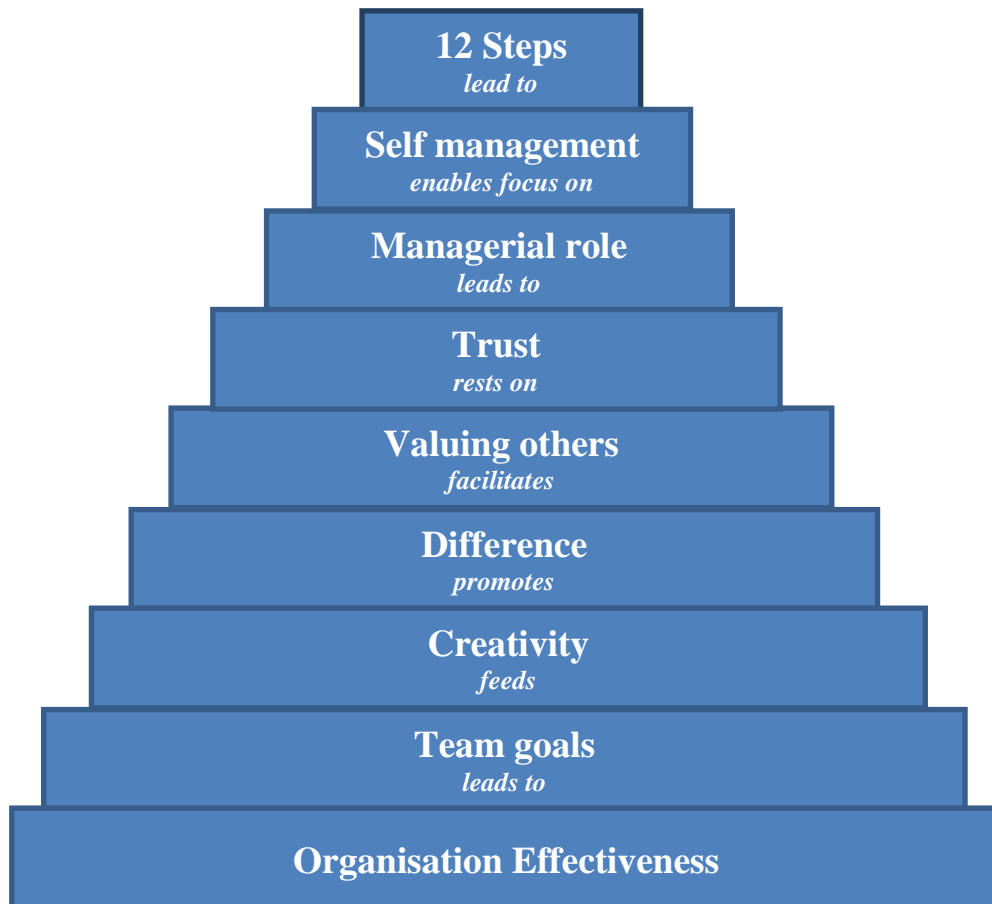 12 Steps
lead to
Self management
enables focus on
Managerial role
leads to
Trust
rests on
Valuing others
facilitates
Difference
promotes
Creativity
feeds
Team goals
leads to
Organisation Effectiveness